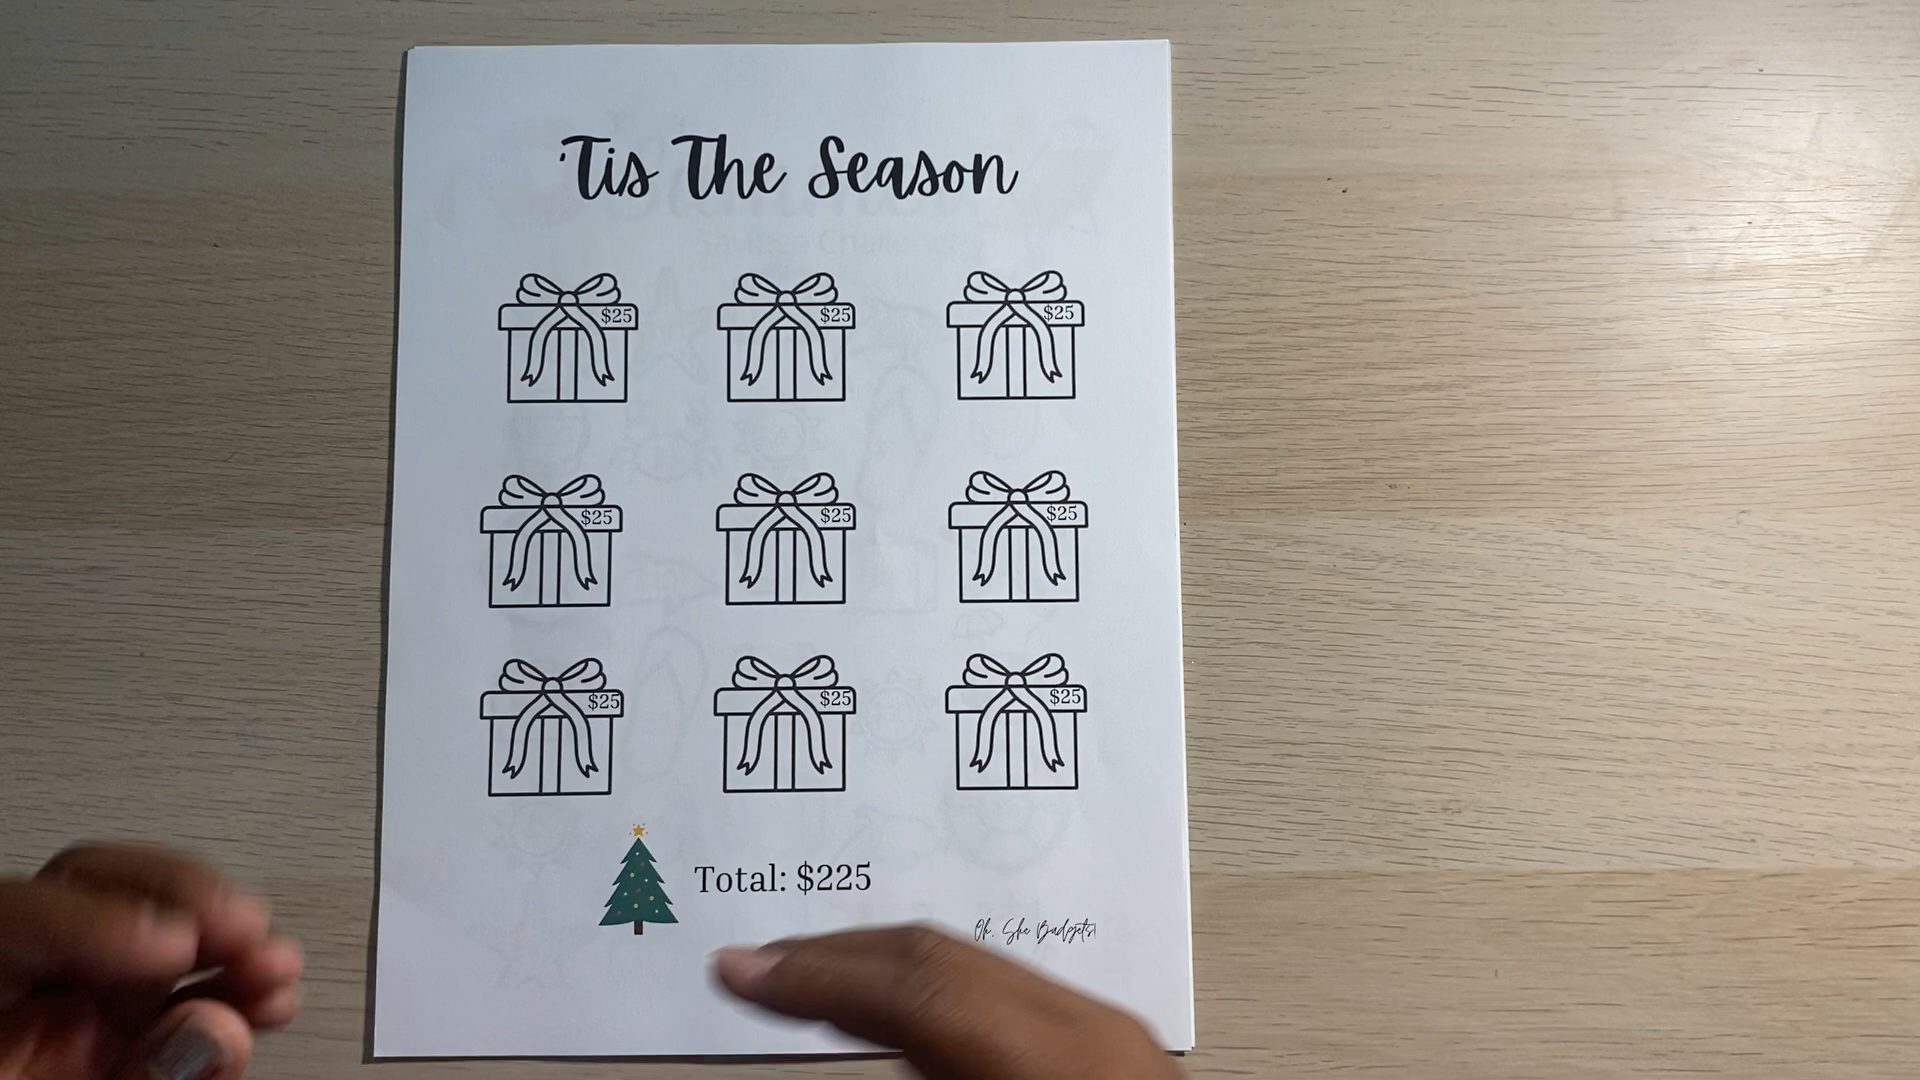 'Tis The Season
$25 $25 $25
$25 $25 $25
$25 $25 $25
Total: $225
Oh, She Budgets!